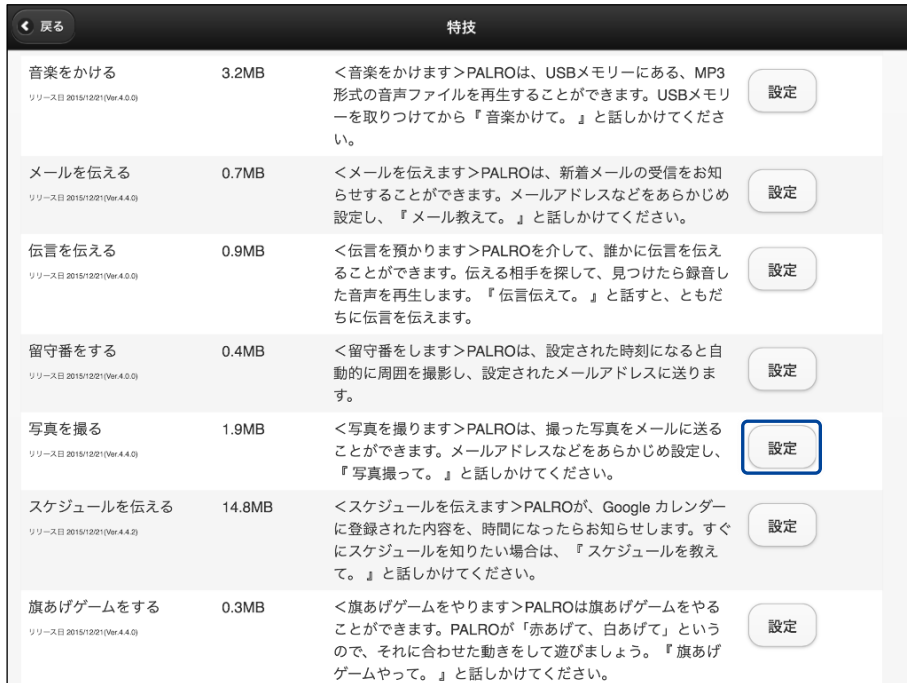 戻る
特技
音楽をかける
3.2MB
<音楽をかけます>PALROは、USBメモリーにある、MP3
形式の音声ファイルを再生することができます。USBメモリ
ーを取りつけてから『 音楽かけて。 』と話しかけてくださ
い。
設定
リリース日 2015/12/21(Ver.4.0.0)
メールを伝える
0.7MB
<メールを伝えます>PALROは、新着メールの受信をお知
らせすることができます。メールアドレスなどをあらかじめ
設定し、『 メール教えて。 』と話しかけてください。
設定
リリース日 2015/12/21(Ver.4.4.0)
伝言を伝える
0.9MB
<伝言を預かります>PALROを介して、誰かに伝言を伝え
ることができます。伝える相手を探して、見つけたら録音し
た音声を再生します。『 伝言伝えて。 』と話すと、ともだ
ちに伝言を伝えます。
設定
リリース日 2015/12/21(Ver.4.0.0)
留守番をする
0.4MB
<留守番をします>PALROは、設定された時刻になると自
動的に周囲を撮影し、設定されたメールアドレスに送りま
す。
設定
リリース日 2015/12/21(Ver.4.0.0)
写真を撮る
1.9MB
<写真を撮ります>PALROは、撮った写真をメールに送る
ことができます。メールアドレスなどをあらかじめ設定し、
『 写真撮って。 』と話しかけてください。
設定
リリース日 2015/12/21(Ver.4.4.0)
スケジュールを伝える
14.8MB
<スケジュールを伝えます>PALROが、Google カレンダー
に登録された内容を、時間になったらお知らせします。すぐ
にスケジュールを知りたい場合は、『 スケジュールを教え
て。 』と話しかけてください。
設定
リリース日 2015/12/21(Ver.4.4.2)
旗あげゲームをする
0.3MB
<旗あげゲームをやります>PALROは旗あげゲームをやる
ことができます。PALROが「赤あげて、白あげて」という
ので、それに合わせた動きをして遊びましょう。『 旗あげ
ゲームやって。 』と話しかけてください。
設定
リリース日 2015/12/21(Ver.4.4.0)